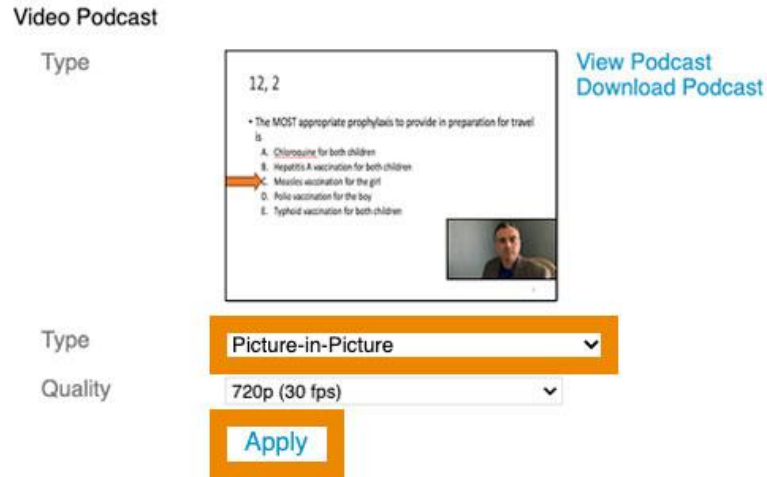 Video Podcast
Type
12, 2
• The MOST appropriate prophylaxis to provide in preparation for travel
is
A. Chloroquine for both children
B. Hepatitis A vaccination for both children
C. Measles vaccination for the girl
D. Polio vaccination for the boy
E. Typhoid vaccination for both children
View Podcast
Download Podcast
Type
Picture-in-Picture
Quality
720p (30 fps)
Apply